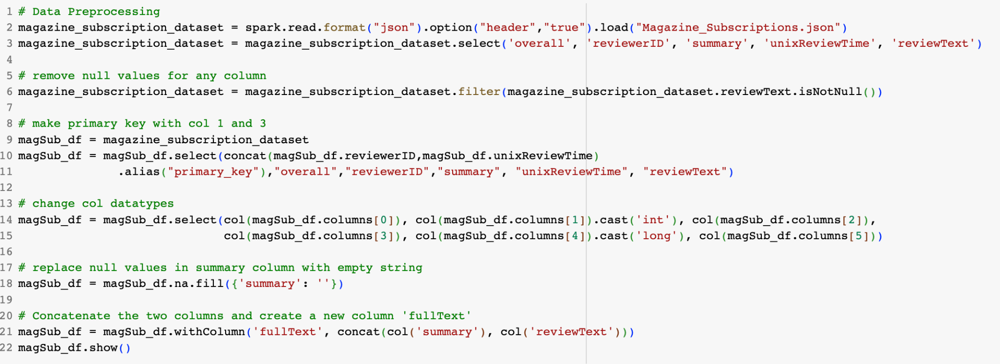 1 # Data Preprocessing
2 magazine_subscription_dataset = spark.read.format("json").option("header","true").load("Magazine_Subscriptions.json")
3 magazine_subscription_dataset = magazine_subscription_dataset.select('overall', 'reviewerID', 'summary', 'unixReviewTime', 'reviewText')
4
5 # remove null values for any column
6 magazine_subscription_dataset = magazine_subscription_dataset.filter(magazine_subscription_dataset.reviewText.isNotNull())
7
8 # make primary key with col 1 and 3
9 magSub_df = magazine_subscription_dataset
10 magSub_df = magSub_df.select(concat(magSub_df.reviewerID,magSub_df.unixReviewTime)
11               .alias("primary_key"),"overall","reviewerID","summary", "unixReviewTime", "reviewText")
12
13 # change col datatypes
14 magSub_df = magSub_df.select(col(magSub_df.columns[0]), col(magSub_df.columns[1]).cast('int'), col(magSub_df.columns[2]),
15                              col(magSub_df.columns[3]), col(magSub_df.columns[4]).cast('long'), col(magSub_df.columns[5]))
16
17 # replace null values in summary column with empty string
18 magSub_df = magSub_df.na.fill({'summary': ''})
19
20 # Concatenate the two columns and create a new column 'fullText'
21 magSub_df = magSub_df.withColumn('fullText', concat(col('summary'), col('reviewText')))
22 magSub_df.show()